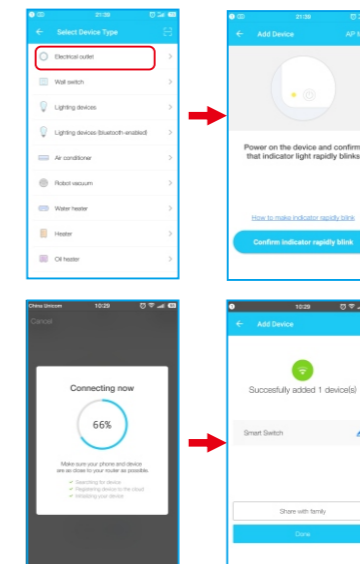 21:39
Select Device Type
Electrical outlet
Wall switch
Lighting devices
Lighting devices (bluetooth-enabled)
Air conditioner
Robot vacuum
Water heater
Heater
Oil heater
21:39
Add Device
AP
Power on the device and confirm
that indicator light rapidly blinks
How to make indicator rapidly blink
Confirm indicator rapidly blink
China Unicom
10:29
Cancel
Connecting now
66%
Make sure your phone and device
are as close to your router as possible.
Searching for device
Registering device to the cloud
Initializing your device
10:29
Add Device
Succesfully added 1 device(s)
Smart Switch
Share with family
Done